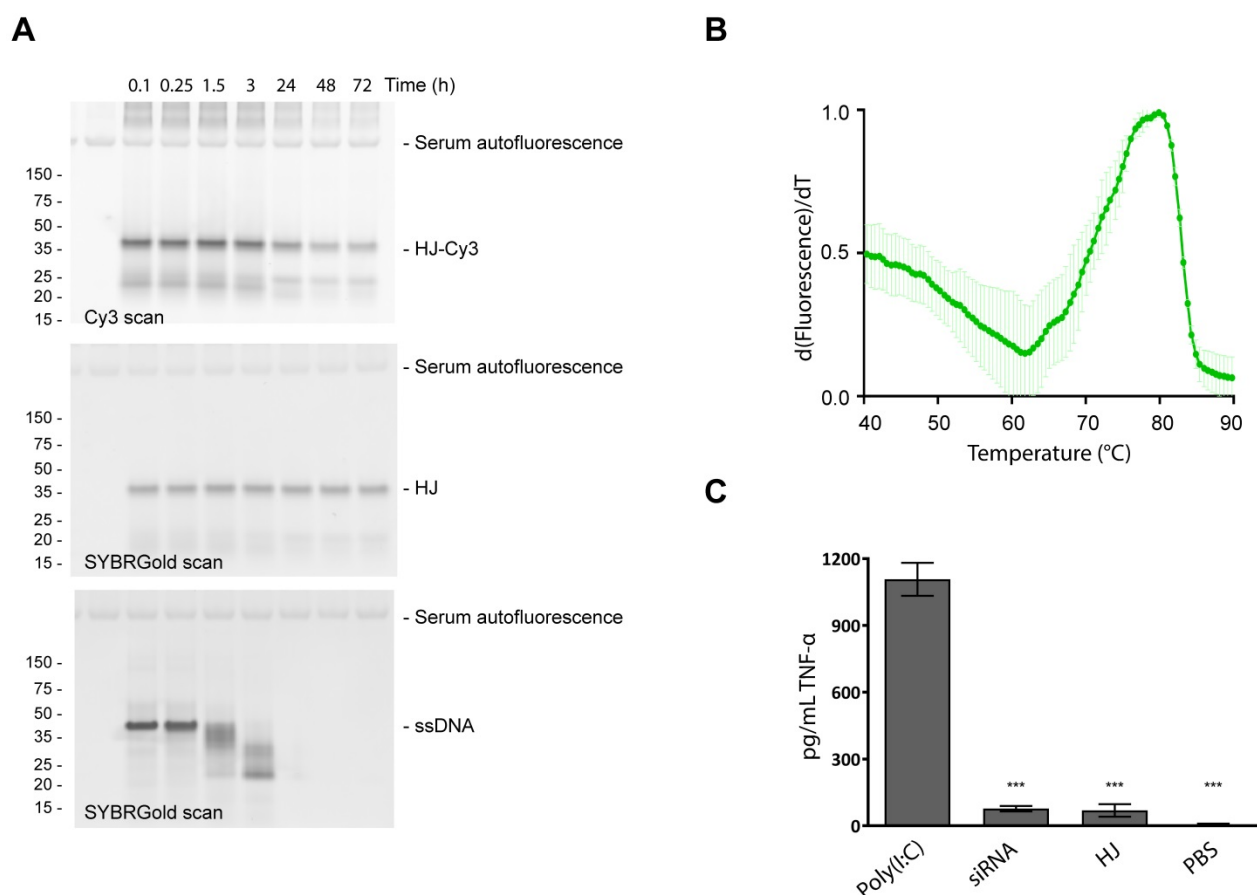 A
0.1 0.25 1.5 3 24 48 72 Time (h)
- Serum autofluorescence
150 -
75 -
50 -
35 -
25 -
20 -
15 -
- HJ-Cy3
Cy3 scan
- Serum autofluorescence
150 -
75 -
50 -
35 -
25 -
20 -
15 -
- HJ
SYBRGold scan
- Serum autofluorescence
150 -
75 -
50 -
35 -
25 -
20 -
15 -
- ssDNA
SYBRGold scan
B
d(Fluorescence)/dT
1.0
0.5
0.0
40 50 60 70 80 90
Temperature (°C)
C
pg/mL TNF-α
1200
900
600
300
0
*** *** ***
Poly(I:C) siRNA HJ PBS